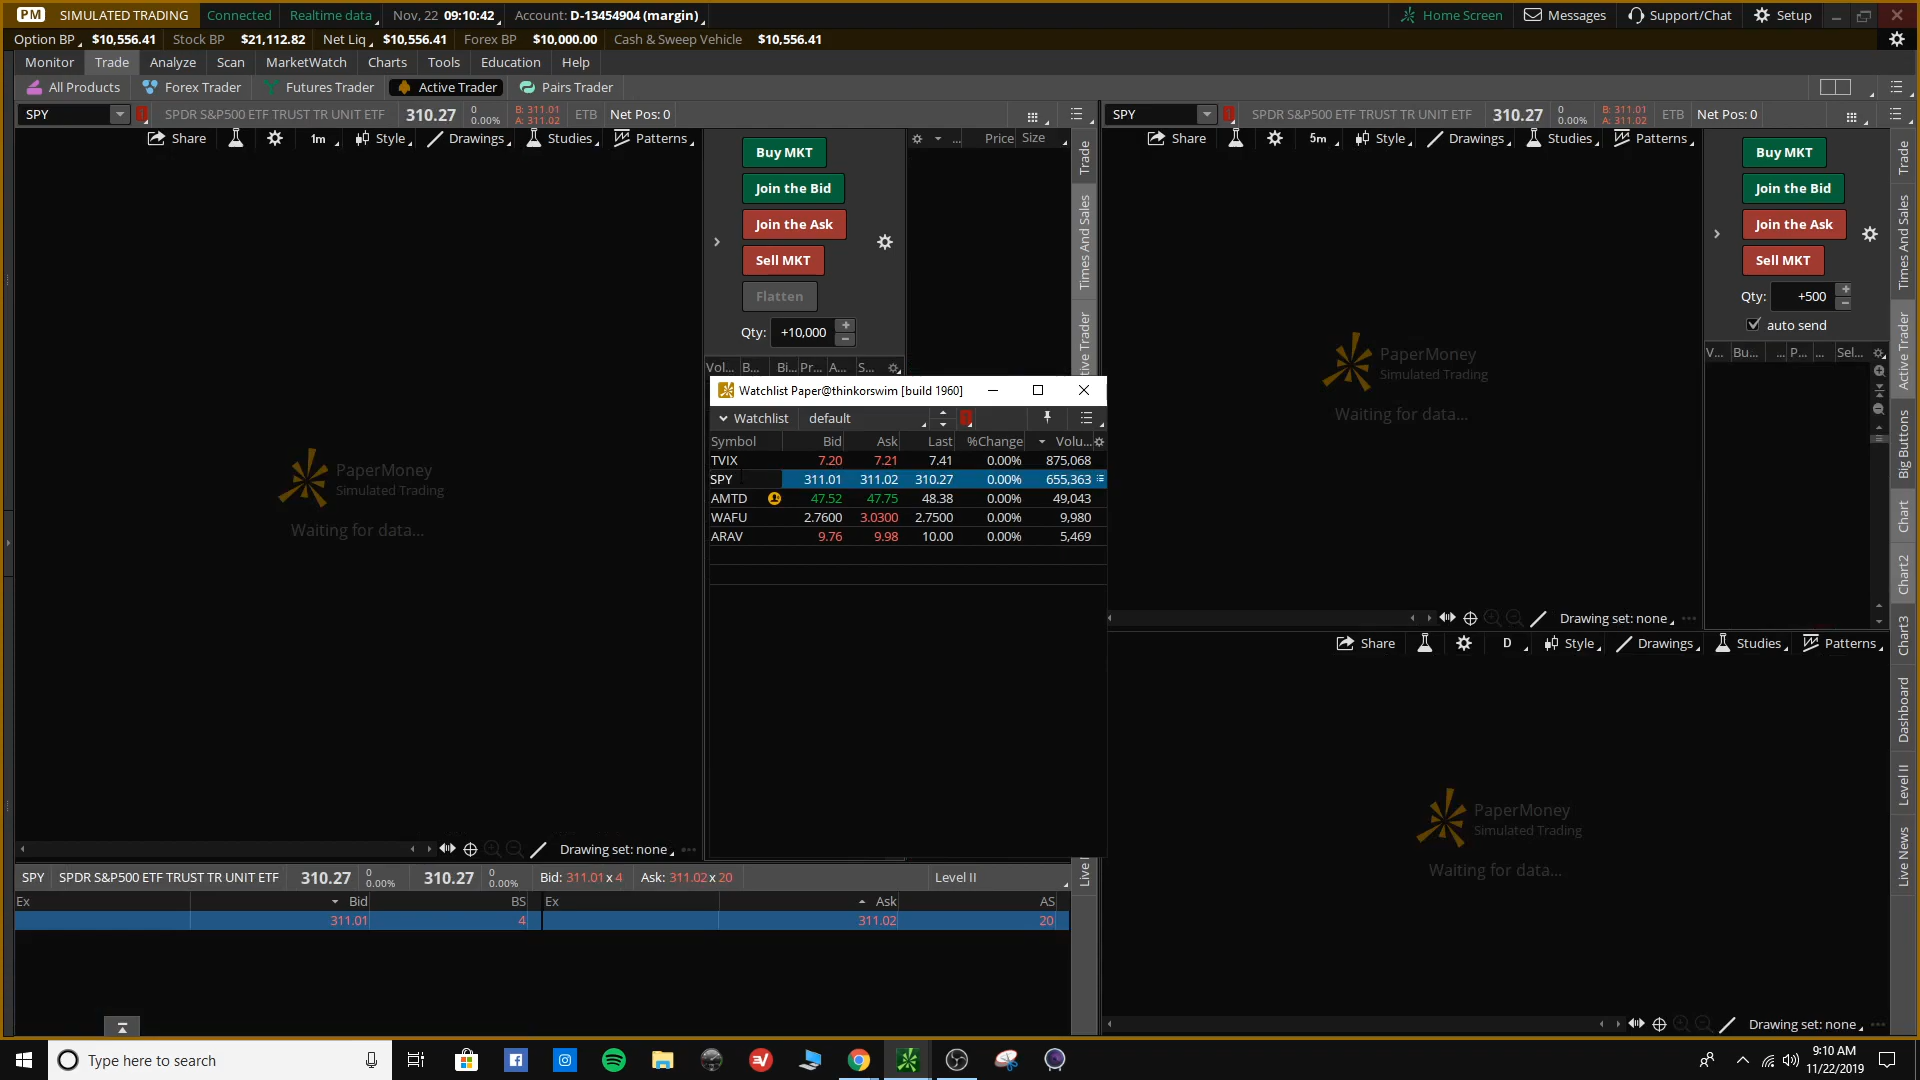 PM SIMULATED TRADING Connected Realtime data Nov, 22 09:10:42 Account: D-13454904 (margin) Home Screen Messages Support/Chat Setup
Option BP $10,556.41 Stock BP $21,112.82 Net Liq $10,556.41 Forex BP $10,000.00 Cash & Sweep Vehicle $10,556.41
Monitor Trade Analyze Scan MarketWatch Charts Tools Education Help
All Products Forex Trader Futures Trader Active Trader Pairs Trader
SPY SPDR S&P500 ETF TRUST TR UNIT ETF 310.27 0 0.00% B: 311.01 A: 311.02 ETB Net Pos: 0
Share 1m Style Drawings Studies Patterns
Buy MKT
Join the Bid
Join the Ask
Sell MKT
Flatten
Qty: +10,000
Vol... B... Bi... Pr... A... S...
... Price Size
Trade
Times And Sales
tive Trader
Live
PaperMoney
Simulated Trading
Waiting for data...
Drawing set: none
Watchlist Paper@thinkorswim [build 1960]
Watchlist default
Symbol Bid Ask Last %Change Volu...
TVIX 7.20 7.21 7.41 0.00% 875,068
SPY 311.01 311.02 310.27 0.00% 655,363
AMTD 47.52 47.75 48.38 0.00% 49,043
WAFU 2.7600 3.0300 2.7500 0.00% 9,980
ARAV 9.76 9.98 10.00 0.00% 5,469
SPY SPDR S&P500 ETF TRUST TR UNIT ETF 310.27 0 0.00% 310.27 0 0.00% Bid: 311.01 x 4 Ask: 311.02 x 20 Level II
Ex Bid BS Ex Ask AS
311.01 4 311.02 20
SPY SPDR S&P500 ETF TRUST TR UNIT ETF 310.27 0 0.00% B: 311.01 A: 311.02 ETB Net Pos: 0
Share 5m Style Drawings Studies Patterns
Buy MKT
Join the Bid
Join the Ask
Sell MKT
Qty: +500
auto send
V... Bu... ... P... ... Sel...
PaperMoney
Simulated Trading
Waiting for data...
Drawing set: none
Share D Style Drawings Studies Patterns
PaperMoney
Simulated Trading
Waiting for data...
Drawing set: none
Trade
Times And Sales
Active Trader
Big Buttons
Chart
Chart2
Chart3
Dashboard
Level II
Live News
Type here to search
9:10 AM
11/22/2019